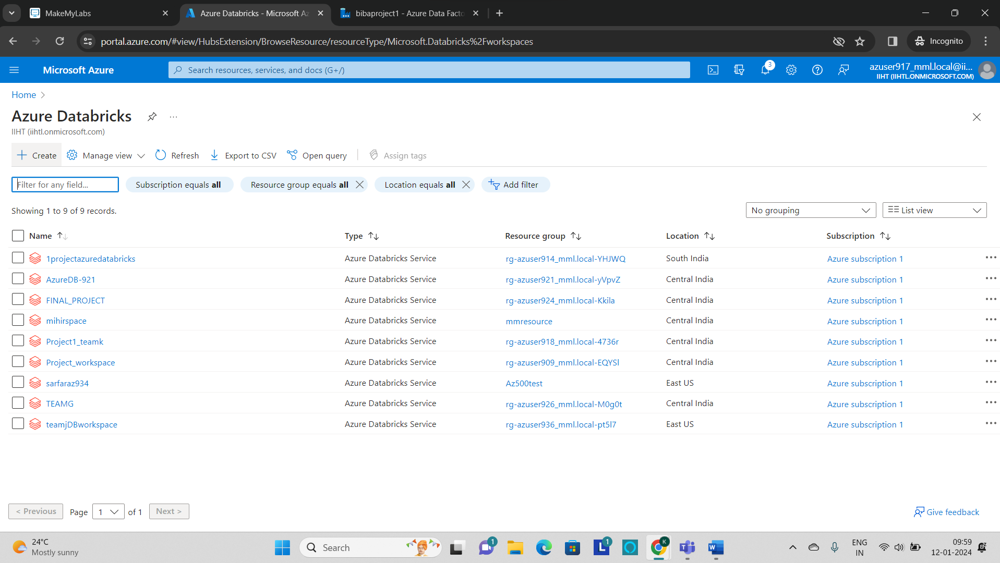 MakeMyLabs
Azure Databricks - Microsoft Az
bibaproject1 - Azure Data Facto
portal.azure.com/#view/HubsExtension/BrowseResource/resourceType/Microsoft.Databricks%2Fworkspaces
Incognito
Microsoft Azure
Search resources, services, and docs (G+/)
3
azuser917_mml.local@ii...
IIHT (IIHTL.ONMICROSOFT.COM)
Home
Azure Databricks
IIHT (iihtl.onmicrosoft.com)
Create
Manage view
Refresh
Export to CSV
Open query
Assign tags
Filter for any field...
Subscription equals all
Resource group equals all
Location equals all
Add filter
Showing 1 to 9 of 9 records.
No grouping
List view
Name Type Resource group Location Subscription
1projectazuredatabricks Azure Databricks Service rg-azuser914_mml.local-YHJWQ South India Azure subscription 1
AzureDB-921 Azure Databricks Service rg-azuser921_mml.local-yVpvZ Central India Azure subscription 1
FINAL_PROJECT Azure Databricks Service rg-azuser924_mml.local-Kkila Central India Azure subscription 1
mihirspace Azure Databricks Service mmresource Central India Azure subscription 1
Project1_teamk Azure Databricks Service rg-azuser918_mml.local-4736r Central India Azure subscription 1
Project_workspace Azure Databricks Service rg-azuser909_mml.local-EQYSl Central India Azure subscription 1
sarfaraz934 Azure Databricks Service Az500test East US Azure subscription 1
TEAMG Azure Databricks Service rg-azuser926_mml.local-M0g0t Central India Azure subscription 1
teamjDBworkspace Azure Databricks Service rg-azuser936_mml.local-pt5l7 East US Azure subscription 1
< Previous
Page 1 of 1
Next >
Give feedback
24°C
Mostly sunny
Search
1
L 1
K
T
W
ENG
IN
09:59
12-01-2024